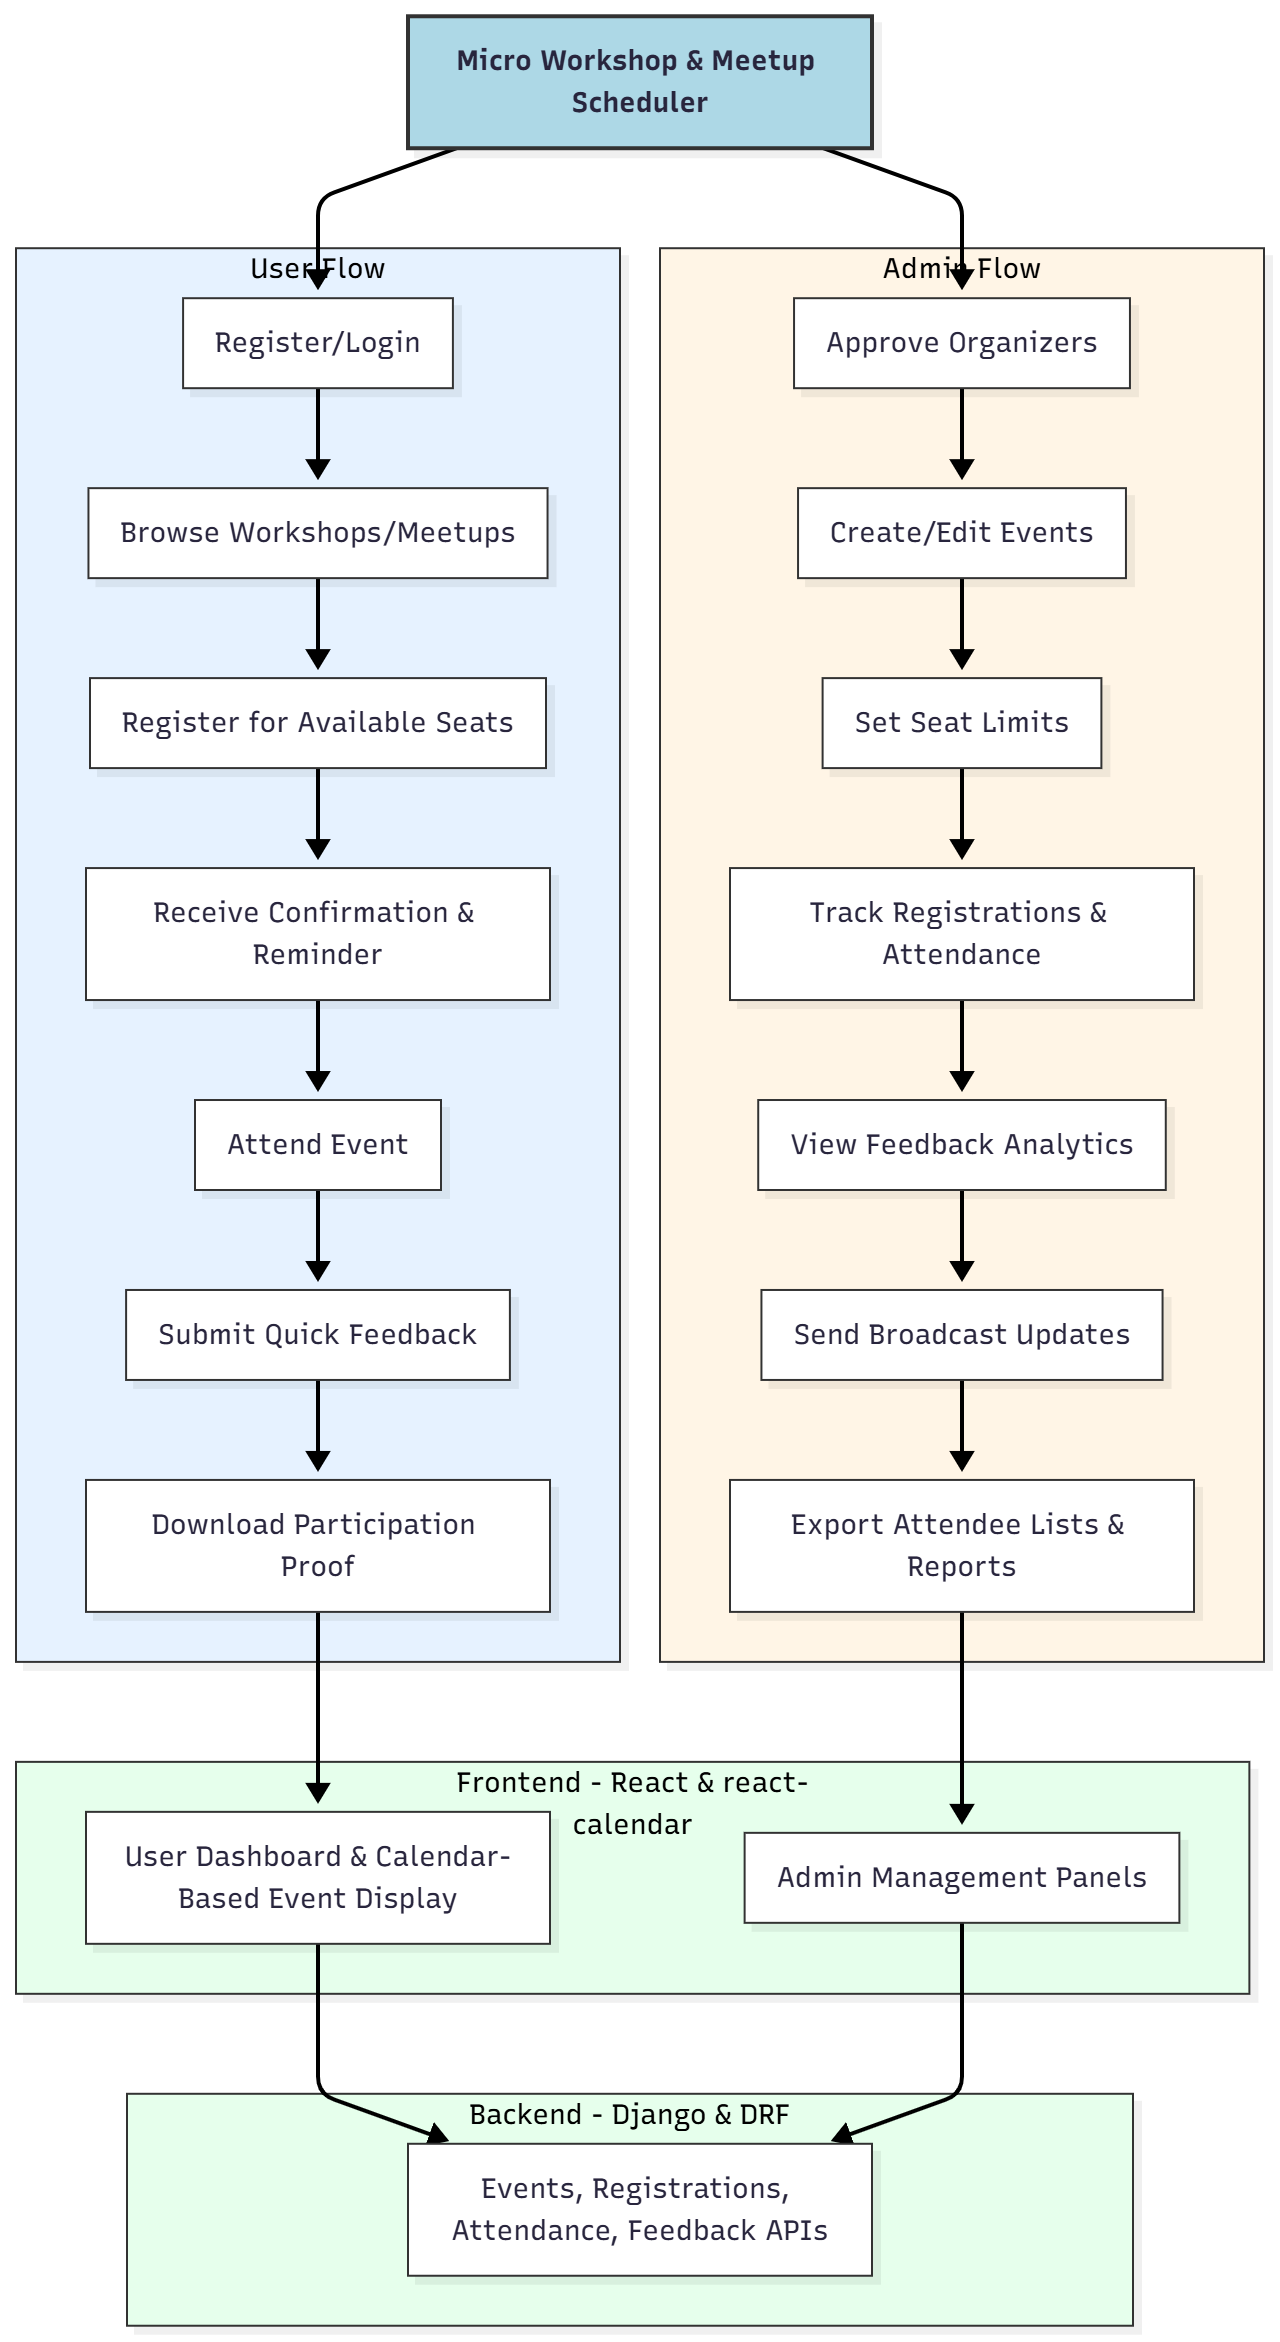 Micro Workshop & Meetup
Scheduler
User Flow
Register/Login
Browse Workshops/Meetups
Register for Available Seats
Receive Confirmation &
Reminder
Attend Event
Submit Quick Feedback
Download Participation
Proof
Admin Flow
Approve Organizers
Create/Edit Events
Set Seat Limits
Track Registrations &
Attendance
View Feedback Analytics
Send Broadcast Updates
Export Attendee Lists &
Reports
Frontend - React & react-
calendar
User Dashboard & Calendar-
Based Event Display
Admin Management Panels
Backend - Django & DRF
Events, Registrations,
Attendance, Feedback APIs